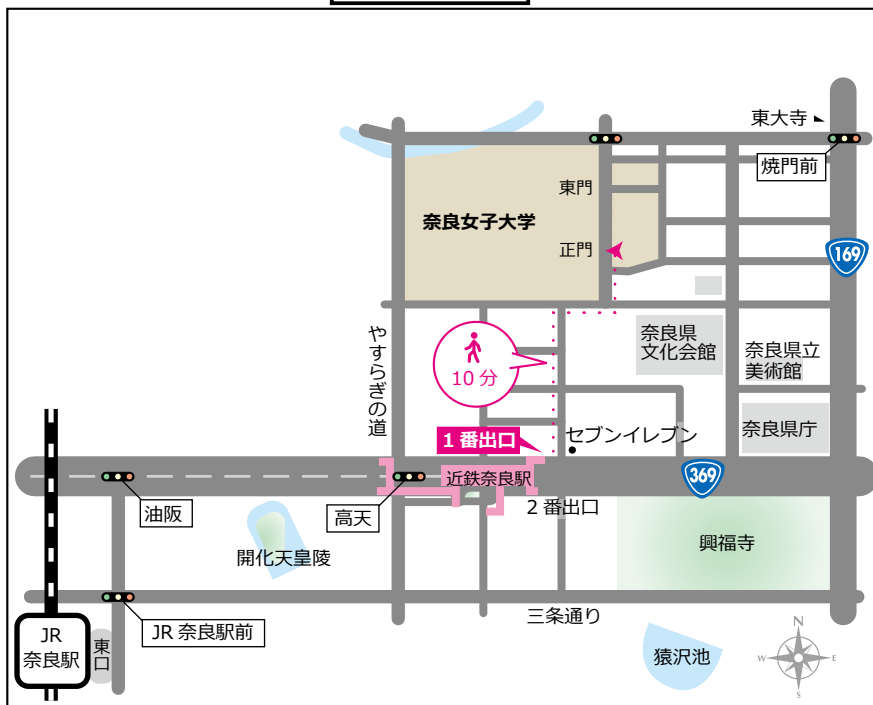 東大寺
焼門前
東門
奈良女子大学
正門
169
やすらぎの道
奈良県
文化会館
奈良県立
美術館
10 分
奈良県庁
1 番出口
セブンイレブン
近鉄奈良駅
369
2 番出口
油阪
高天
興福寺
開化天皇陵
三条通り
JR
奈良駅
東口
JR 奈良駅前
猿沢池
N
W
E
S